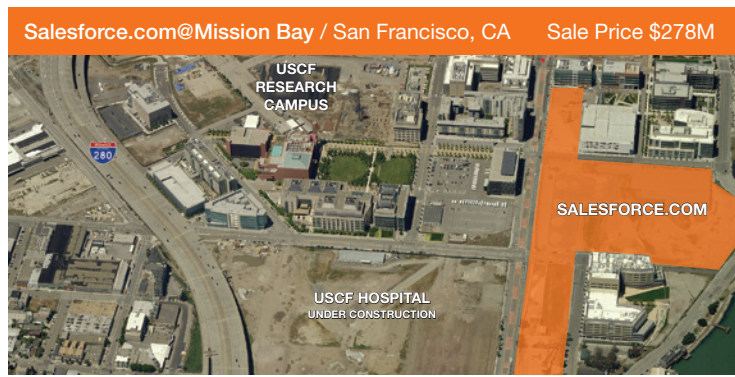 Salesforce.com@Mission Bay / San Francisco, CA Sale Price $278M
USCF
RESEARCH
CAMPUS
INTERSTATE
280
SALESFORCE.COM
USCF HOSPITAL
UNDER CONSTRUCTION